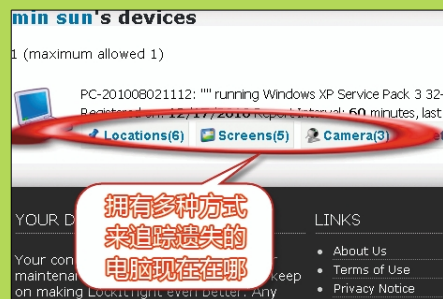 min sun's devices
1 (maximum allowed 1)
PC-201008021112: "" running Windows XP Service Pack 3 32-
Registered on: 12/17/2010 Report Interval: 60 minutes, last
Locations(6) Screens(5) Camera(3)
拥有多种方式
来追踪遗失的
电脑现在在哪
YOUR D
LINKS
Your con
maintena
keep
on making LockItTight even better. Any
About Us
Terms of Use
Privacy Notice